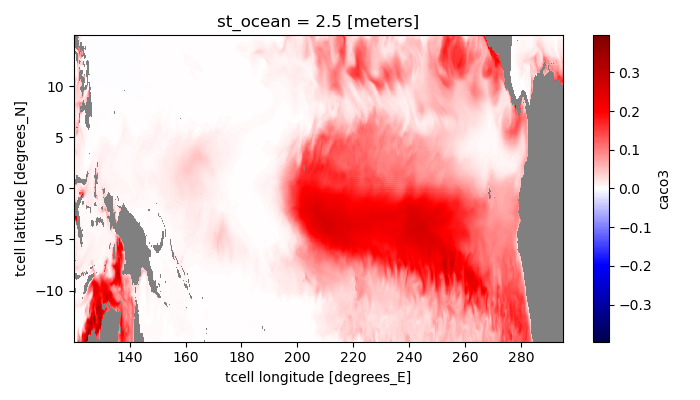 st_ocean = 2.5 [meters]
10
5
0
−5
−10
tcell latitude [degrees_N]
140 160 180 200 220 240 260 280
tcell longitude [degrees_E]
0.3
0.2
0.1
0.0
−0.1
−0.2
−0.3
caco3